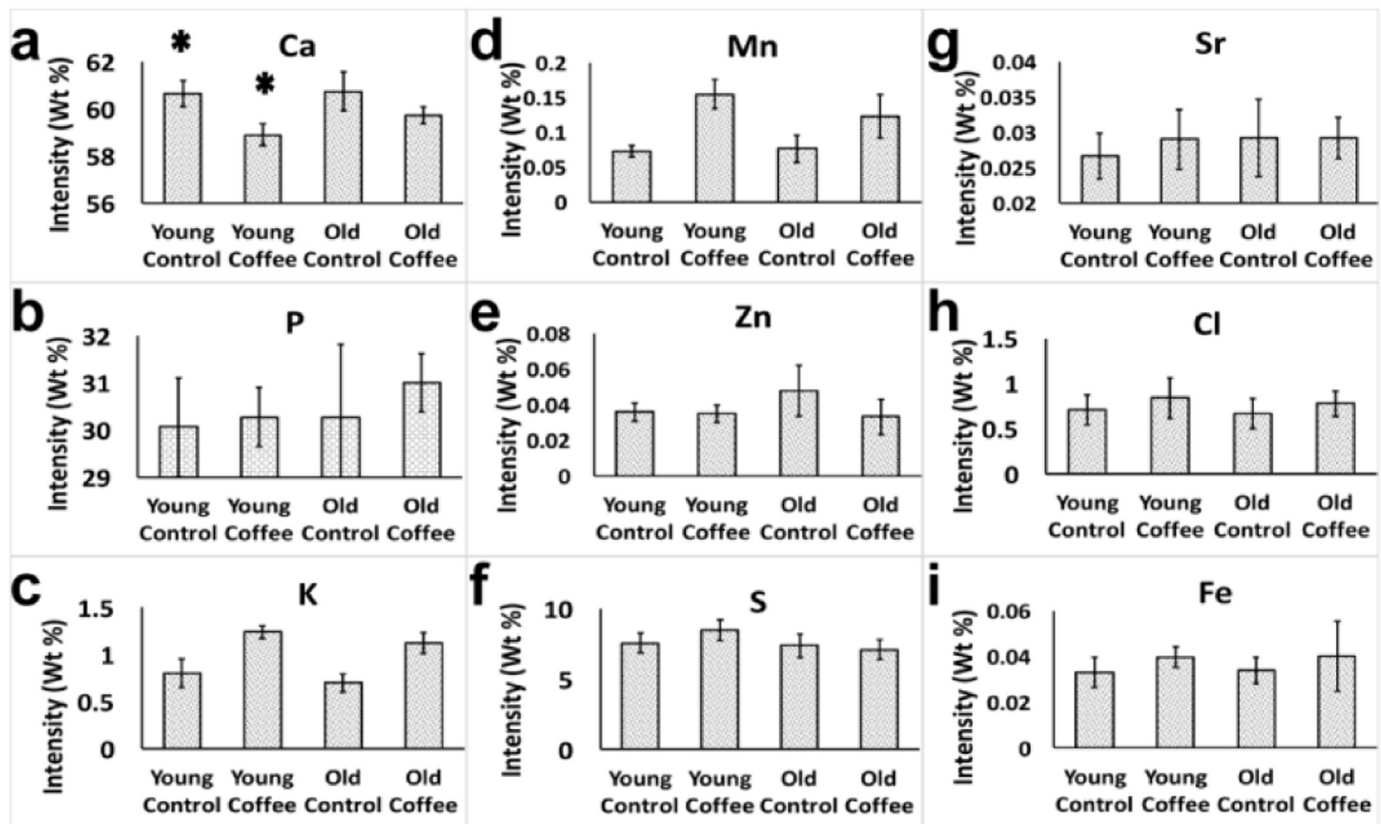 a
*
*
Ca
Intensity (Wt %)
62
60
58
56
Young Control
Young Coffee
Old Control
Old Coffee
d
Mn
Intensity (Wt %)
0.2
0.15
0.1
0.05
0
Young Control
Young Coffee
Old Control
Old Coffee
g
Sr
Intensity (Wt %)
0.04
0.035
0.03
0.025
0.02
Young Control
Young Coffee
Old Control
Old Coffee
b
P
Intensity (Wt %)
32
31
30
29
Young Control
Young Coffee
Old Control
Old Coffee
e
Zn
Intensity (Wt %)
0.08
0.06
0.04
0.02
0
Young Control
Young Coffee
Old Control
Old Coffee
h
Cl
Intensity (Wt %)
1.5
1
0.5
0
Young Control
Young Coffee
Old Control
Old Coffee
c
K
Intensity (Wt %)
1.5
1
0.5
0
Young Control
Young Coffee
Old Control
Old Coffee
f
S
Intensity (Wt %)
10
5
0
Young Control
Young Coffee
Old Control
Old Coffee
i
Fe
Intensity (Wt %)
0.06
0.04
0.02
0
Young Control
Young Coffee
Old Control
Old Coffee